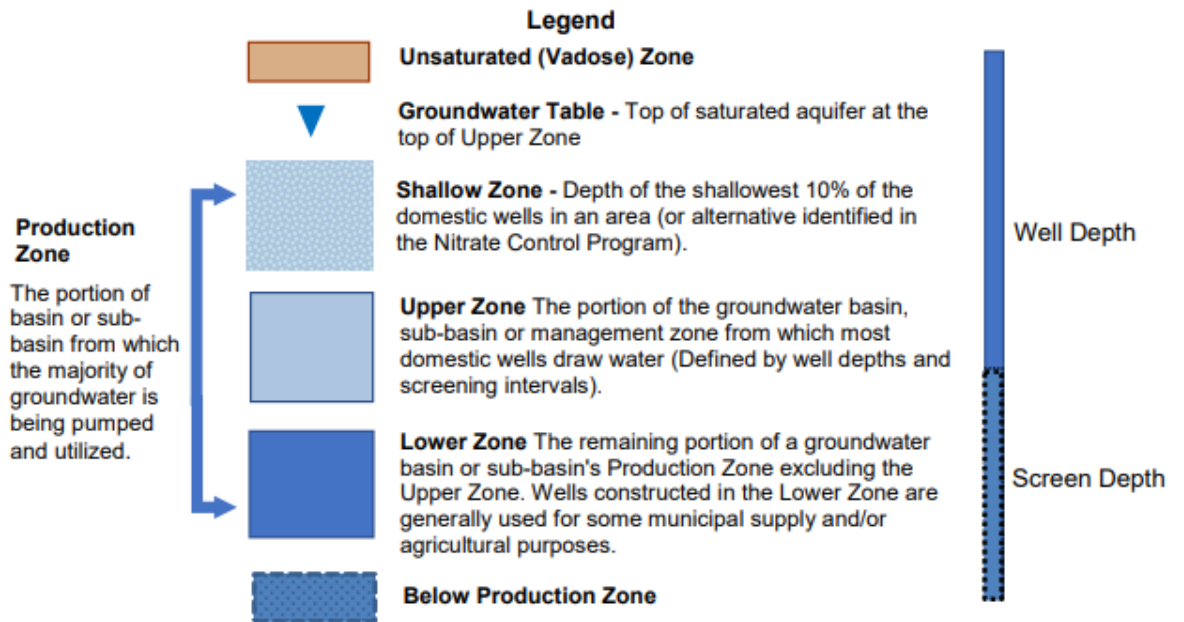 Legend
Unsaturated (Vadose) Zone
Groundwater Table - Top of saturated aquifer at the
top of Upper Zone
Shallow Zone - Depth of the shallowest 10% of the
domestic wells in an area (or alternative identified in
the Nitrate Control Program).
Production
Zone
The portion of
basin or sub-
basin from which
the majority of
groundwater is
being pumped
and utilized.
Upper Zone The portion of the groundwater basin,
sub-basin or management zone from which most
domestic wells draw water (Defined by well depths and
screening intervals).
Lower Zone The remaining portion of a groundwater
basin or sub-basin's Production Zone excluding the
Upper Zone. Wells constructed in the Lower Zone are
generally used for some municipal supply and/or
agricultural purposes.
Below Production Zone
Well Depth
Screen Depth